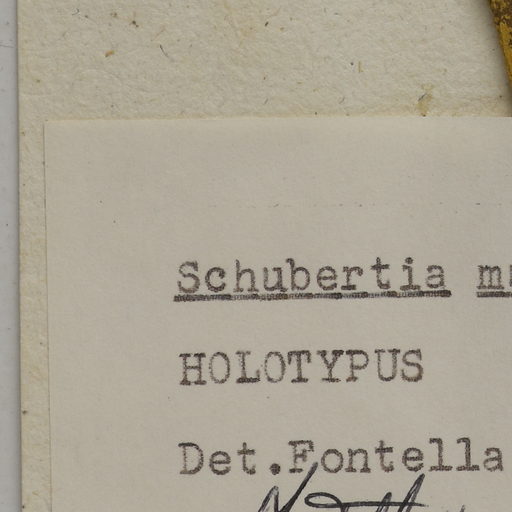 Schubertia
HOLOTYPUS
Det. Fontella